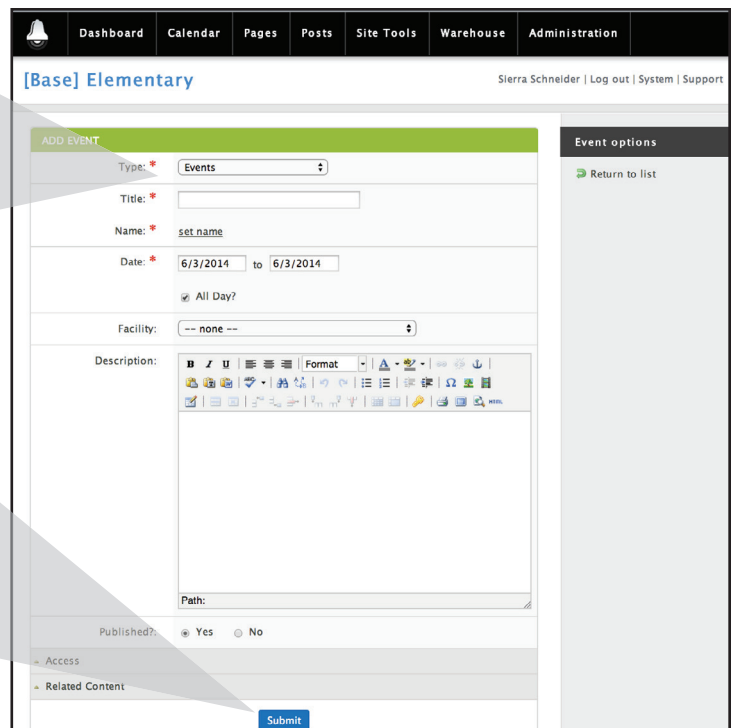 Dashboard Calendar Pages Posts Site Tools Warehouse Administration
[Base] Elementary
Sierra Schneider | Log out | System | Support
ADD EVENT
Event options
Type: * Events
Return to list
Title: *
Name: * set name
Date: * 6/3/2014 to 6/3/2014
All Day?
Facility: -- none --
Description:
B I U Format A
HTML
Path:
Published?: Yes No
Access
Related Content
Submit